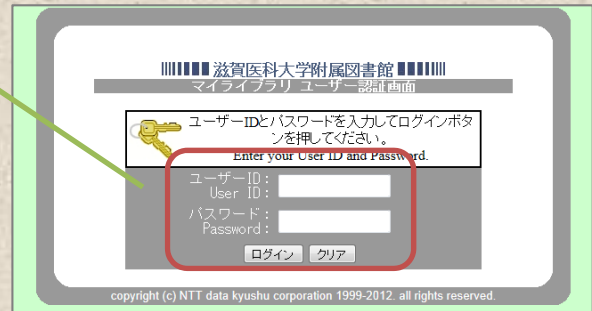 滋賀医科大学附属図書館
マイライブラリ ユーザー認証画面
ユーザーIDとパスワードを入力してログインボタ
ンを押してください。
Enter your User ID and Password.
ユーザーID:
User ID:
パスワード:
Password:
ログイン クリア
copyright (c) NTT data kyushu corporation 1999-2012. all rights reserved.